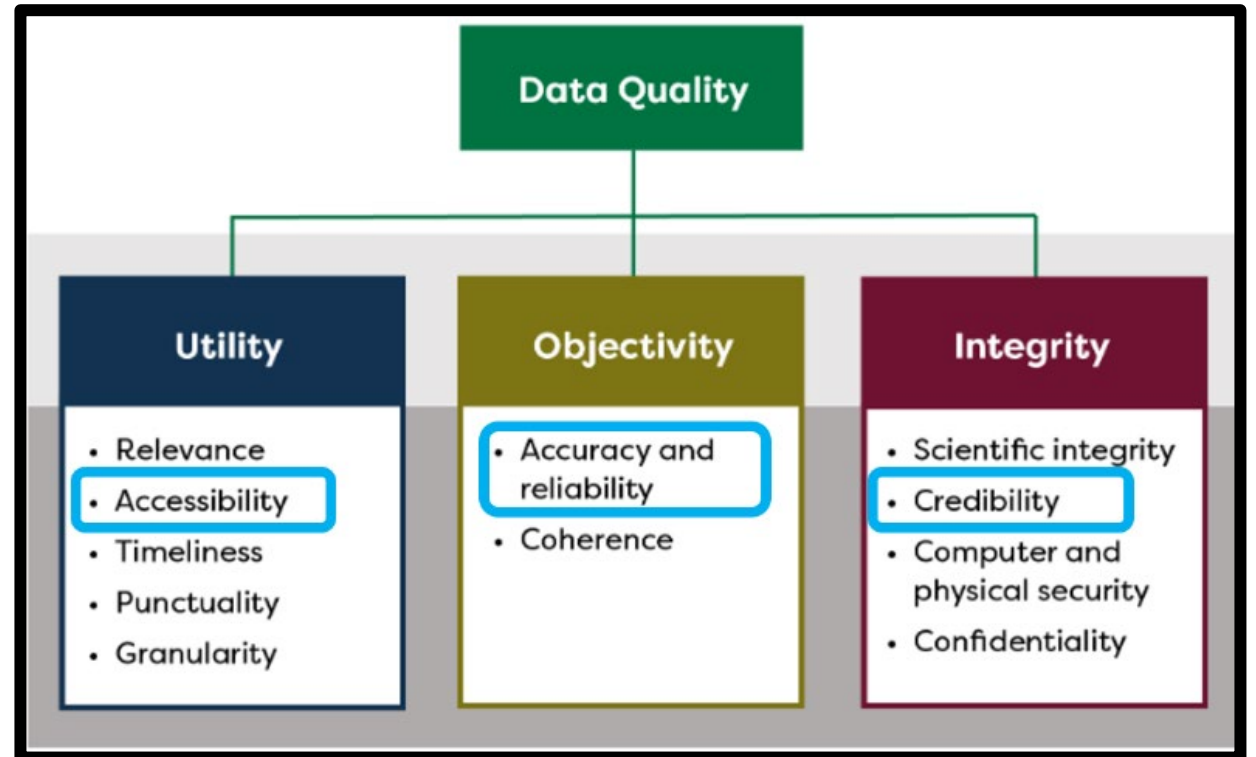 Data Quality
Utility
• Relevance
• Accessibility
• Timeliness
• Punctuality
• Granularity
Objectivity
• Accuracy and
reliability
• Coherence
Integrity
• Scientific integrity
• Credibility
• Computer and
physical security
• Confidentiality